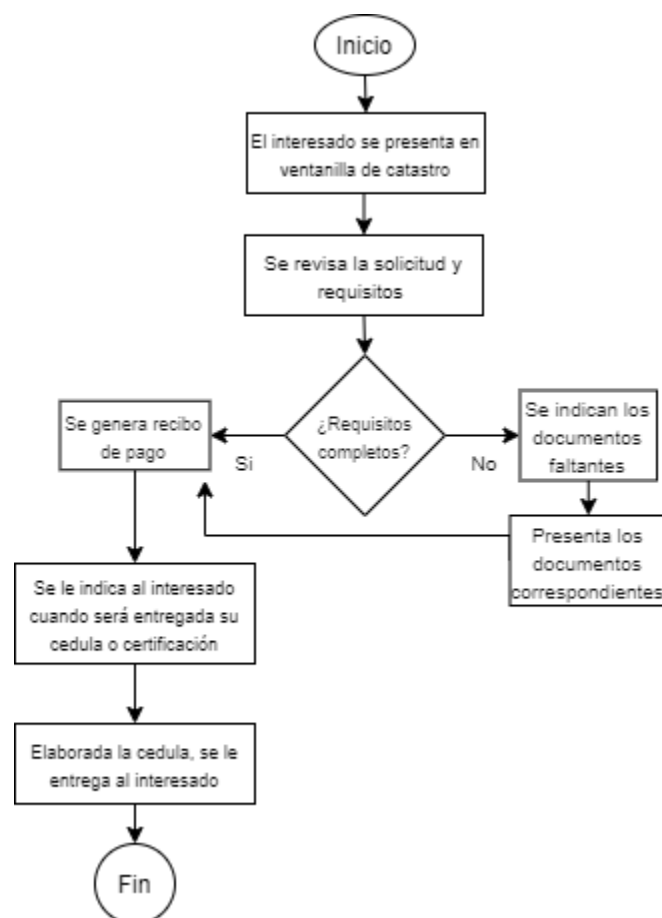 Inicio
El interesado se presenta en
ventanilla de catastro
Se revisa la solicitud y
requisitos
¿Requisitos
completos?
Si
No
Se genera recibo
de pago
Se indican los
documentos
faltantes
Presenta los
documentos
correspondientes
Se le indica al interesado
cuando será entregada su
cedula o certificación
Elaborada la cedula, se le
entrega al interesado
Fin